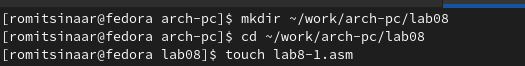 [romitsinaar@fedora arch-pc]$ mkdir ~/work/arch-pc/lab08
[romitsinaar@fedora arch-pc]$ cd ~/work/arch-pc/lab08
[romitsinaar@fedora lab08]$ touch lab8-1.asm